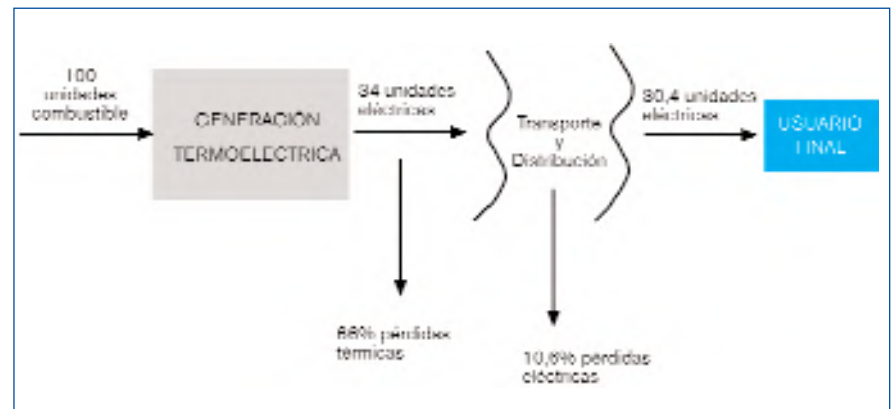 100
unidades
combustible
GENERACIÓN
TERMOELECTRICA
34 unidades
eléctricas
Transporte
y
Distribución
30,4 unidades
eléctricas
USUARIO
FINAL
66% pérdidas
térmicas
10,6% pérdidas
eléctricas